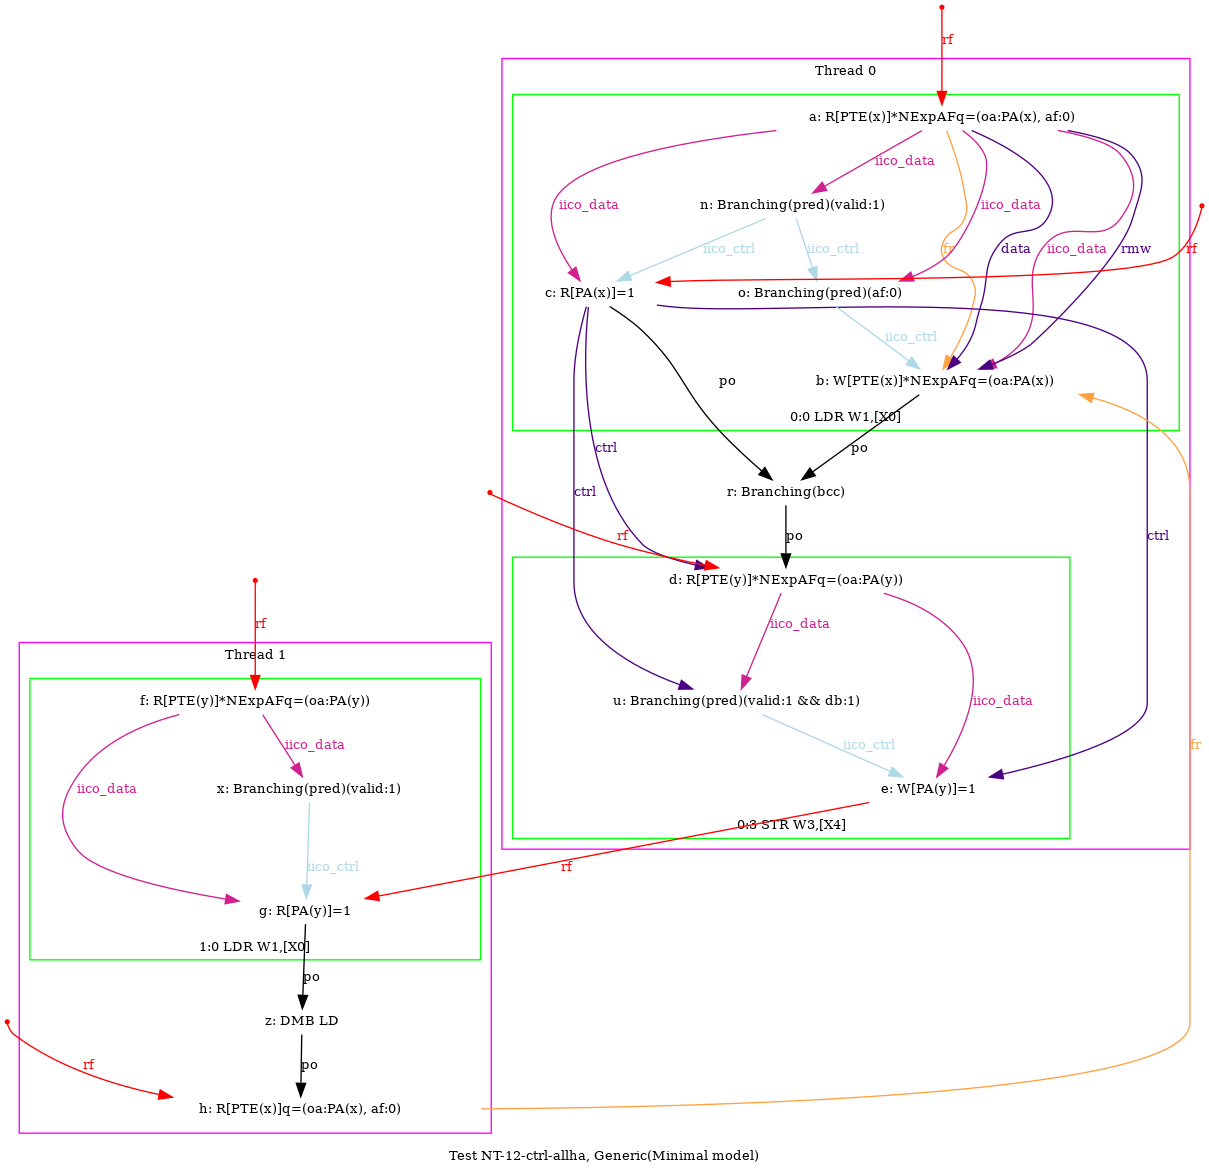 rf
Thread 0
a: R[PTE(x)]*NExpAFq=(oa:PA(x), af:0)
iico_data
n: Branching(pred)(valid:1)
iico_data
iico_data
iico_ctrl
iico_ctrl
fr
data
iico_data
rmw
rf
c: R[PA(x)]=1
o: Branching(pred)(af:0)
iico_ctrl
po
b: W[PTE(x)]*NExpAFq=(oa:PA(x))
0:0 LDR W1,[X0]
ctrl
po
ctrl
r: Branching(bcc)
rf
po
ctrl
d: R[PTE(y)]*NExpAFq=(oa:PA(y))
rf
iico_data
Thread 1
f: R[PTE(y)]*NExpAFq=(oa:PA(y))
u: Branching(pred)(valid:1 && db:1)
iico_data
iico_data
iico_ctrl
fr
iico_data
x: Branching(pred)(valid:1)
e: W[PA(y)]=1
0:3 STR W3,[X4]
iico_ctrl
rf
g: R[PA(y)]=1
1:0 LDR W1,[X0]
po
z: DMB LD
rf
po
h: R[PTE(x)]q=(oa:PA(x), af:0)
Test NT-12-ctrl-allha, Generic(Minimal model)